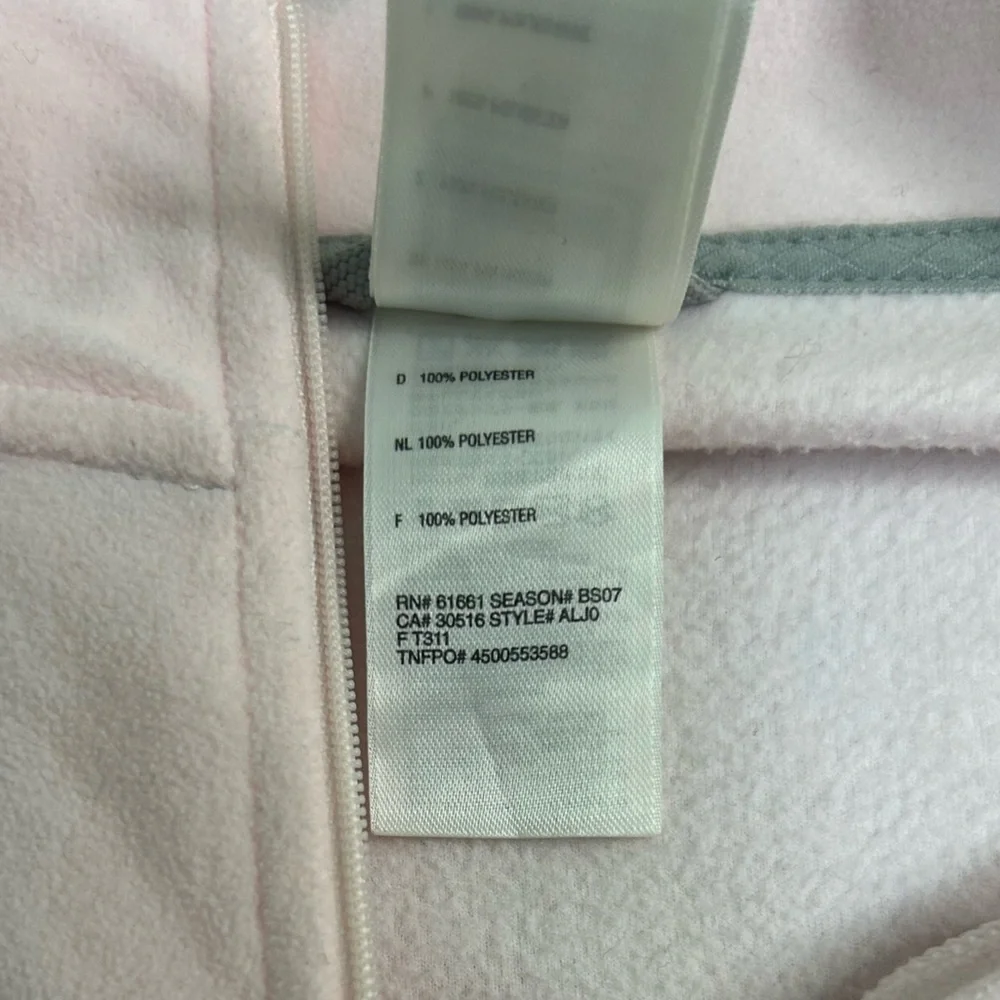 D 100% POLYESTER
NL 100% POLYESTER
F 100% POLYESTER
RN# 61661 SEASON# BS07
CA# 30516 STYLE# ALJ0
F T311
TNFPO# 4500553588